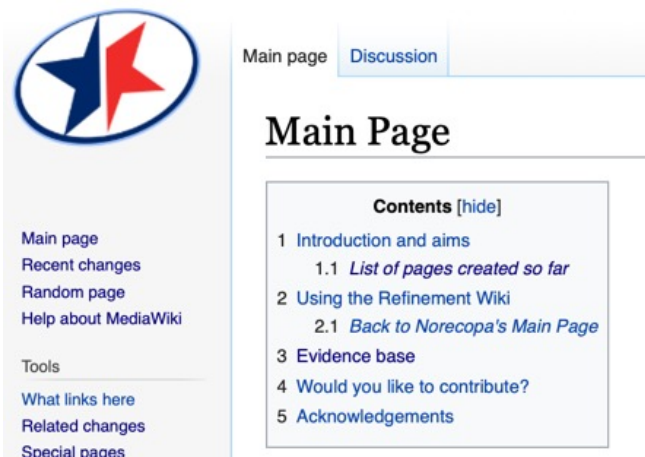 Main page
Discussion
Main Page
Contents [hide]
1 Introduction and aims
1.1 List of pages created so far
2 Using the Refinement Wiki
2.1 Back to Norecopa's Main Page
3 Evidence base
4 Would you like to contribute?
5 Acknowledgements
Main page
Recent changes
Random page
Help about MediaWiki
Tools
What links here
Related changes
Special pages